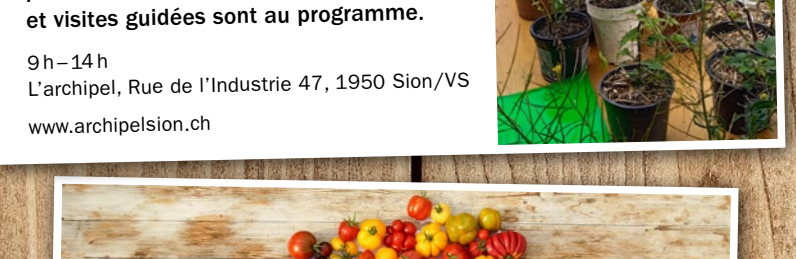 et visites guidées sont au programme.
9 h – 14 h
L’archipel, Rue de l’Industrie 47, 1950 Sion/VS
www.archipelsion.ch